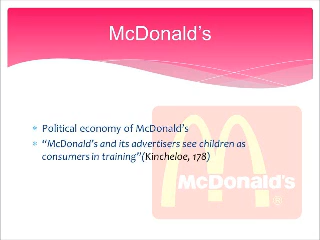 McDonald's
Political economy of McDonald's
"McDonald's and its advertisers see children as
consumers in training"(Kincheloe, 178)
McDonald's